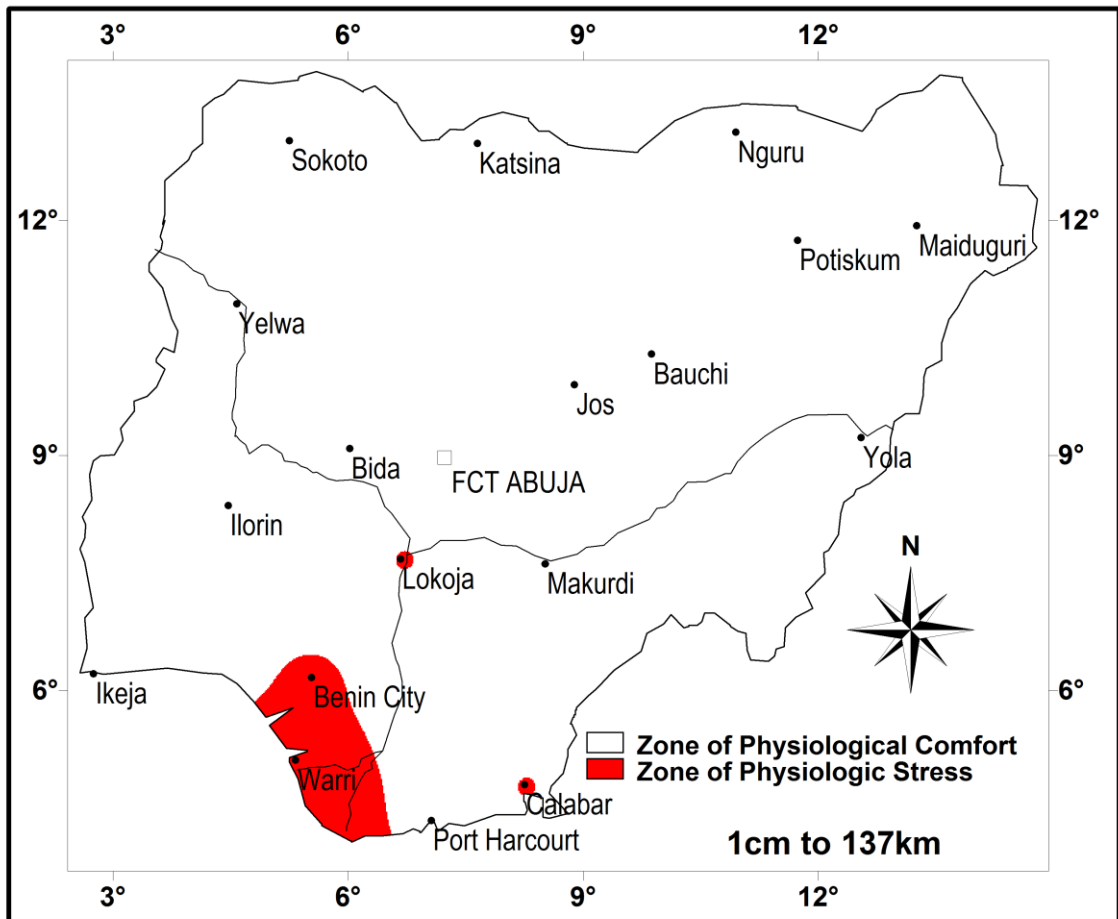 3° 6° 9° 12°
Sokoto
Katsina
Nguru
12° 12°
Maiduguri
Potiskum
Yelwa
Bauchi
Jos
9° 9°
Bida
Yola
FCT ABUJA
Ilorin
N
Lokoja
Makurdi
6° 6°
Ikeja
Benin City
Zone of Physiological Comfort
Zone of Physiologic Stress
Warri
Calabar
Port Harcourt
1cm to 137km
3° 6° 9° 12°